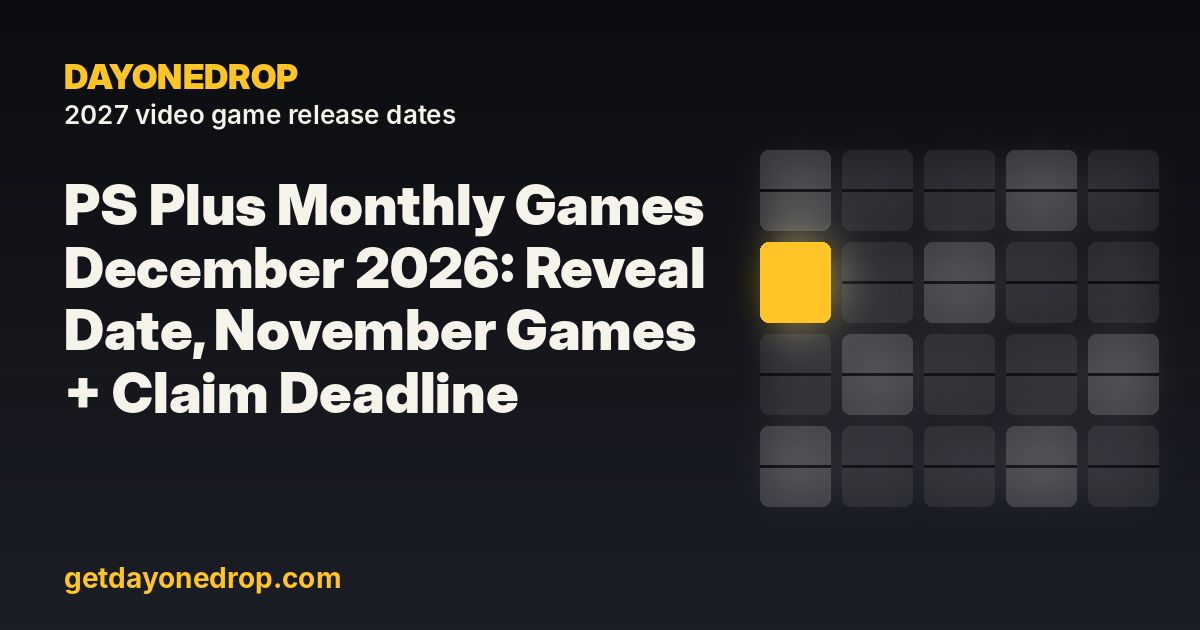 DAYONEDROP
2027 video game release dates
PS Plus Monthly Games
December 2026: Reveal
Date, November Games
+ Claim Deadline
getdayonedrop.com